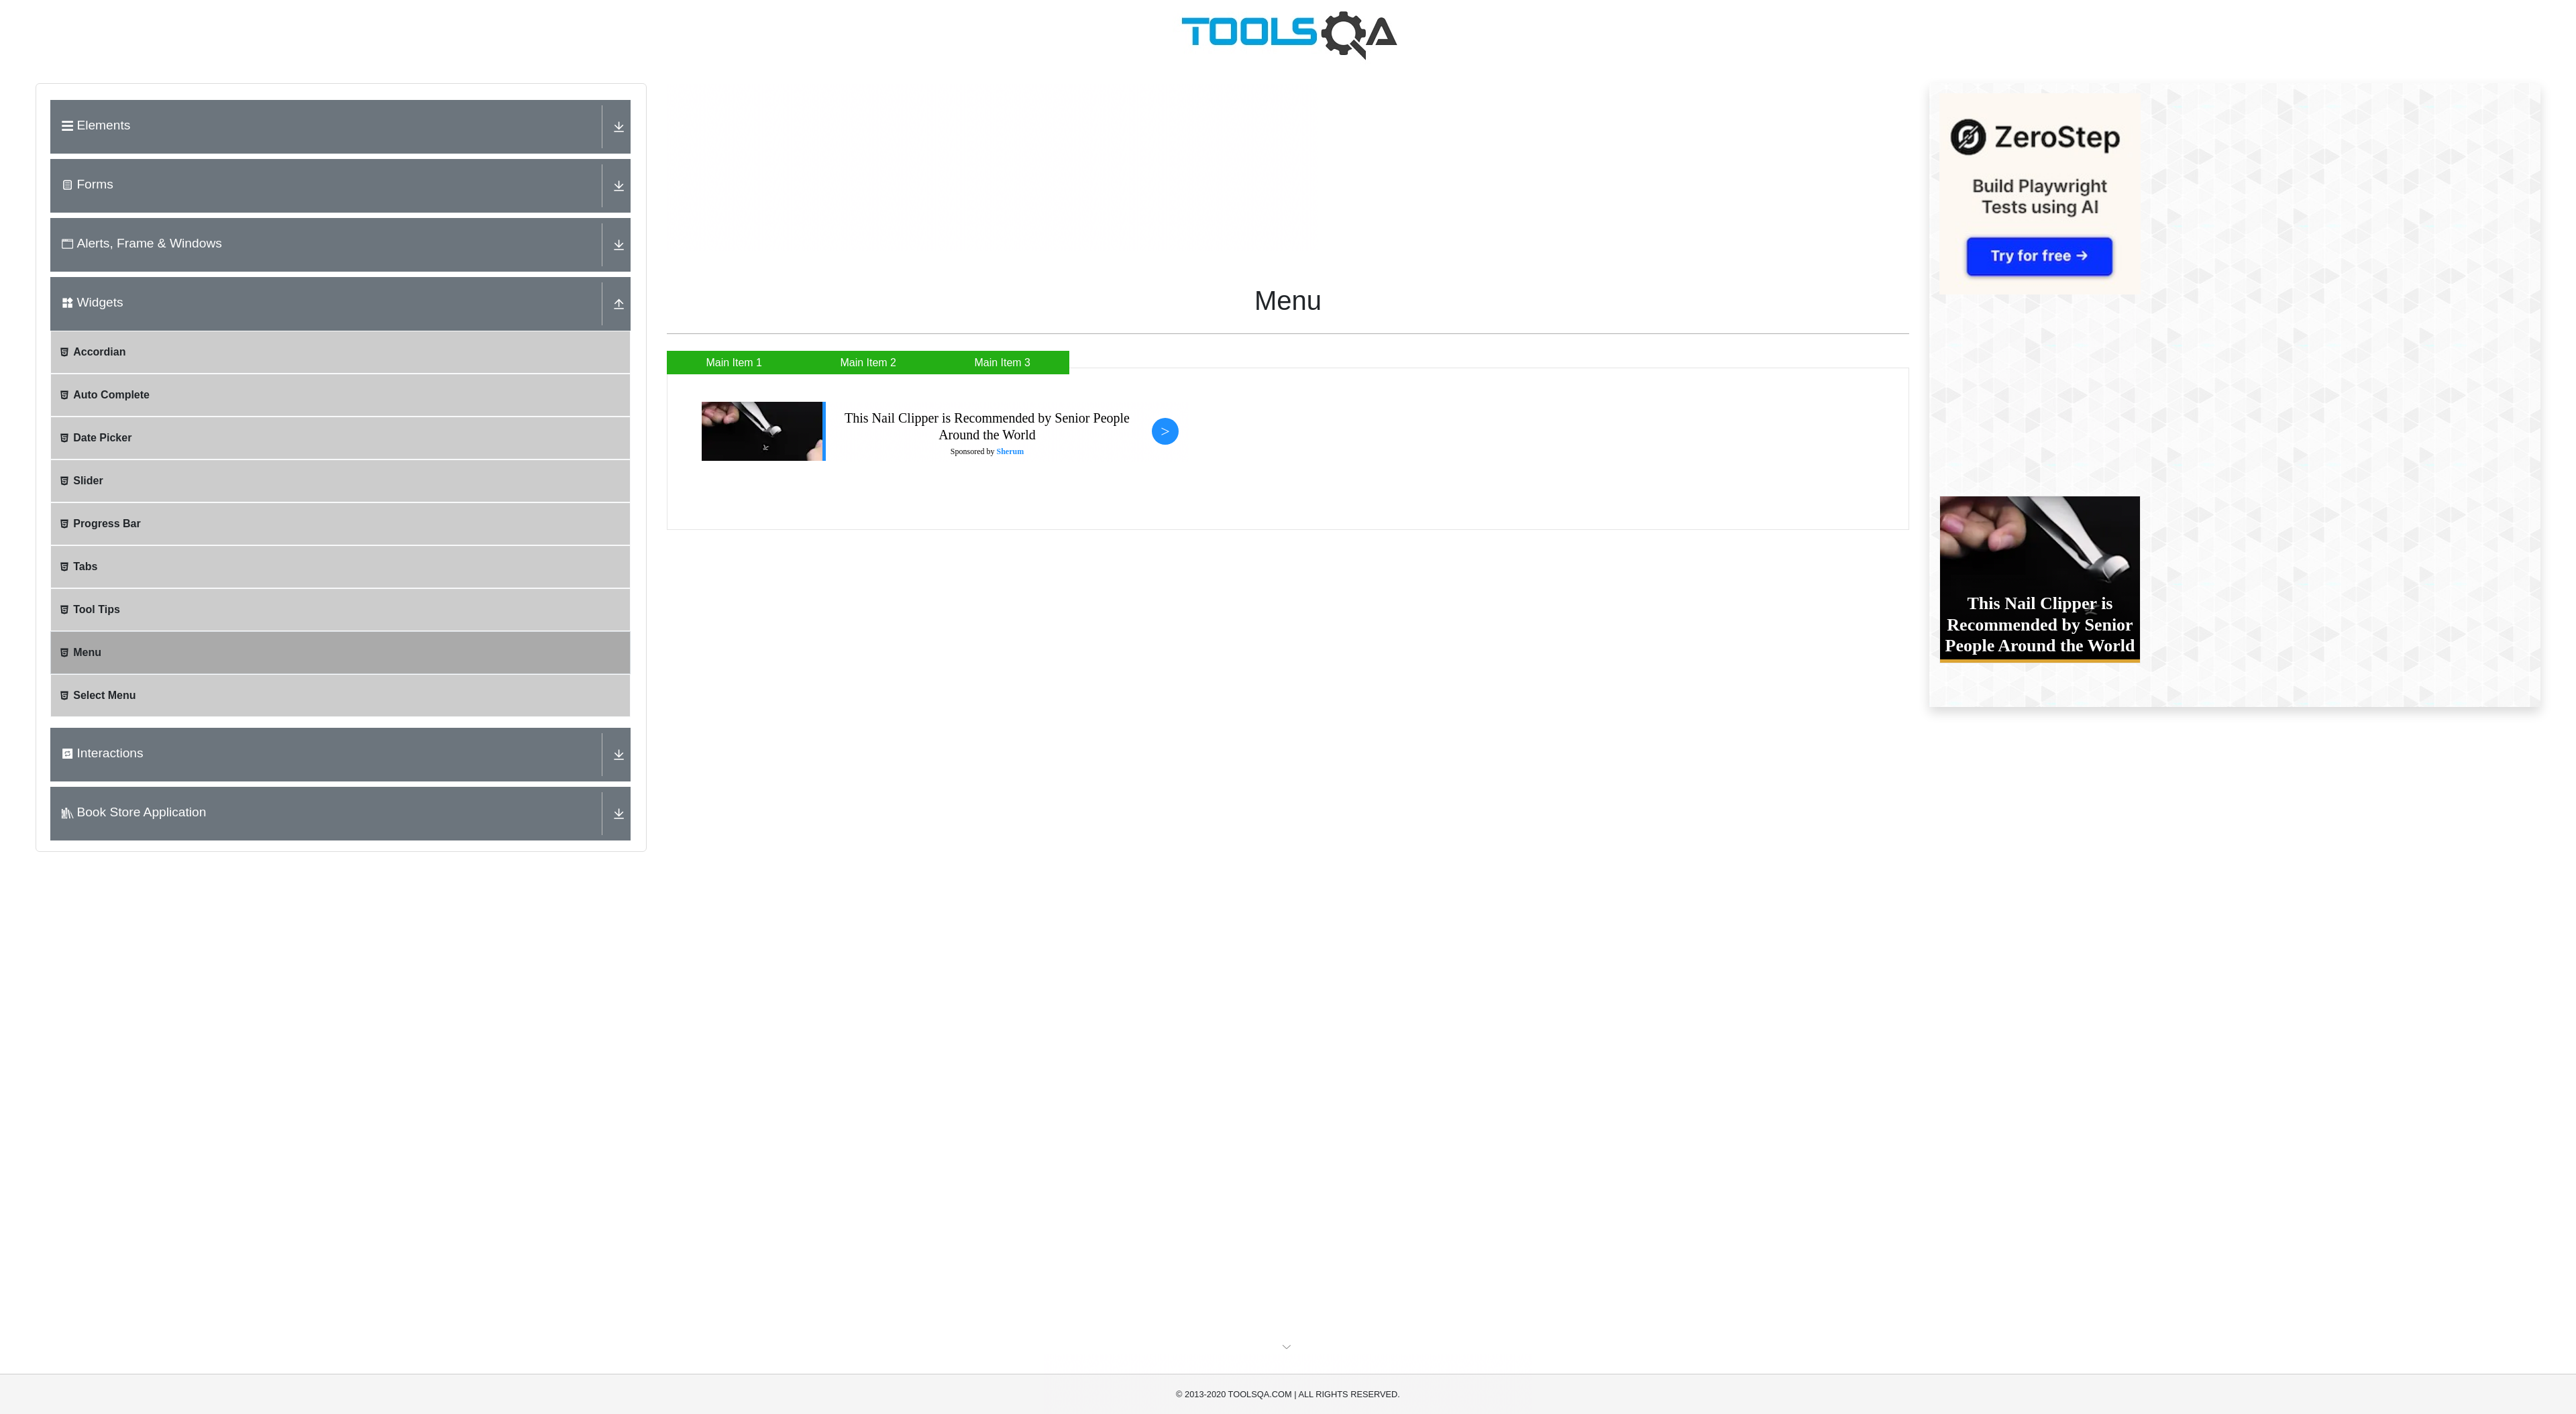 TOOLSQA
Elements
Forms
Alerts, Frame & Windows
Widgets
Accordian
Auto Complete
Date Picker
Slider
Progress Bar
Tabs
Tool Tips
Menu
Select Menu
Interactions
Book Store Application
Menu
Main Item 1
Main Item 2
Main Item 3
This Nail Clipper is Recommended by Senior People
Around the World
Sponsored by Sherum
>
ZeroStep
Build Playwright
Tests using AI
Try for free →
This Nail Clipper is
Recommended by Senior
People Around the World
© 2013-2020 TOOLSQA.COM | ALL RIGHTS RESERVED.